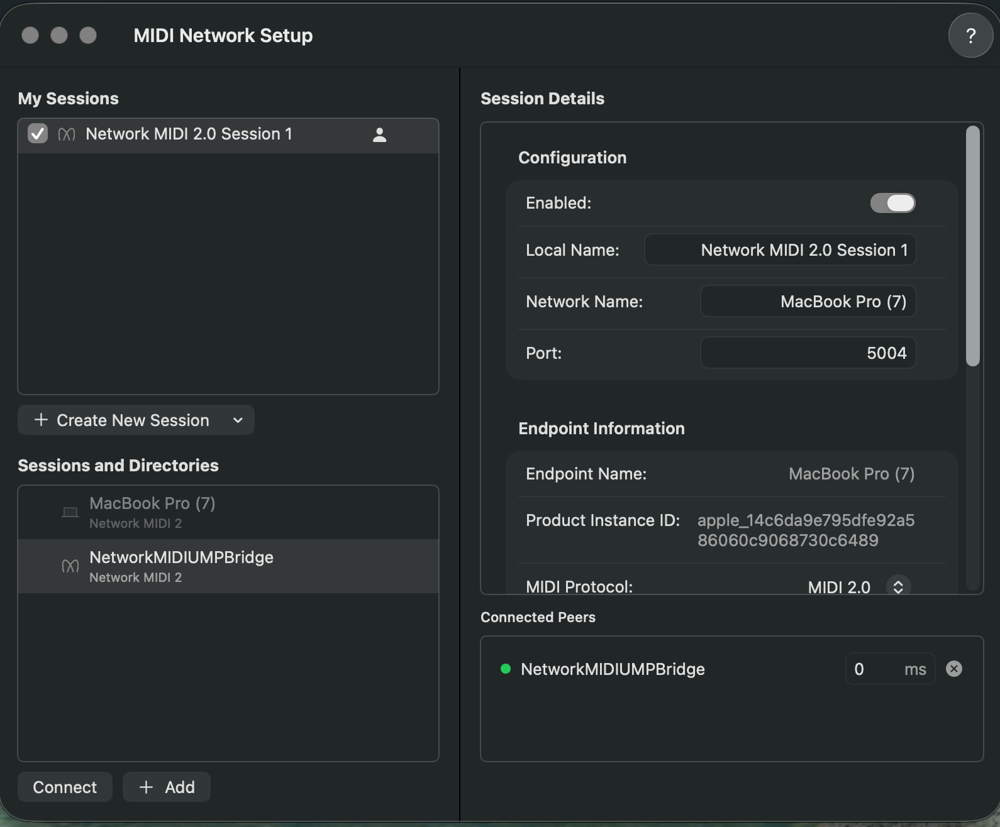 MIDI Network Setup
?
My Sessions
Network MIDI 2.0 Session 1
Create New Session
Sessions and Directories
MacBook Pro (7)
Network MIDI 2
NetworkMIDIUMPBridge
Network MIDI 2
Connect
Add
Session Details
Configuration
Enabled:
Local Name: Network MIDI 2.0 Session 1
Network Name: MacBook Pro (7)
Port: 5004
Endpoint Information
Endpoint Name: MacBook Pro (7)
Product Instance ID: apple_14c6da9e795dfe92a5
86060c9068730c6489
MIDI Protocol: MIDI 2.0
Connected Peers
NetworkMIDIUMPBridge 0 ms